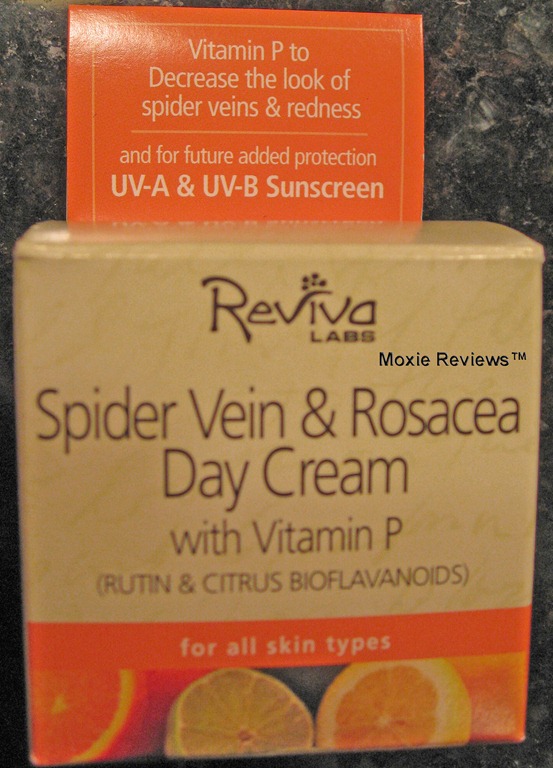 Vitamin P to
Decrease the look of
spider veins & redness
and for future added protection
UV-A & UV-B Sunscreen
Reviva
LABS
Moxie Reviews™
Spider Vein & Rosacea
Day Cream
with Vitamin P
(RUTIN & CITRUS BIOFLAVANOIDS)
for all skin types